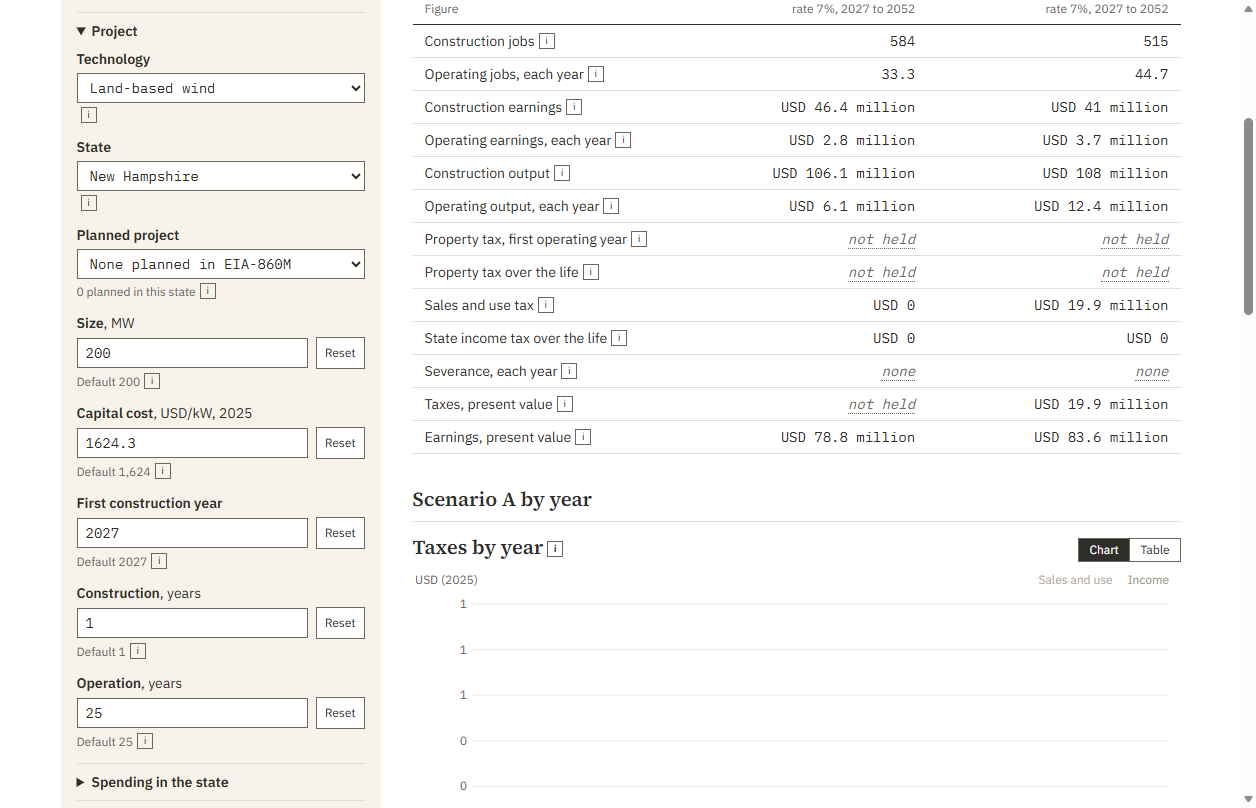 ▼ Project
Technology
Land-based wind
i
State
New Hampshire
i
Planned project
None planned in EIA-860M
0 planned in this state i
Size, MW
200 Reset
Default 200 i
Capital cost, USD/kW, 2025
1624.3 Reset
Default 1,624 i
First construction year
2027 Reset
Default 2027 i
Construction, years
1 Reset
Default 1 i
Operation, years
25 Reset
Default 25 i
▶ Spending in the state
Figure rate 7%, 2027 to 2052 rate 7%, 2027 to 2052
Construction jobs i 584 515
Operating jobs, each year i 33.3 44.7
Construction earnings i USD 46.4 million USD 41 million
Operating earnings, each year i USD 2.8 million USD 3.7 million
Construction output i USD 106.1 million USD 108 million
Operating output, each year i USD 6.1 million USD 12.4 million
Property tax, first operating year i not held not held
Property tax over the life i not held not held
Sales and use tax i USD 0 USD 19.9 million
State income tax over the life i USD 0 USD 0
Severance, each year i none none
Taxes, present value i not held USD 19.9 million
Earnings, present value i USD 78.8 million USD 83.6 million
Scenario A by year
Taxes by year i Chart Table
USD (2025) Sales and use Income
1
1
1
0
0